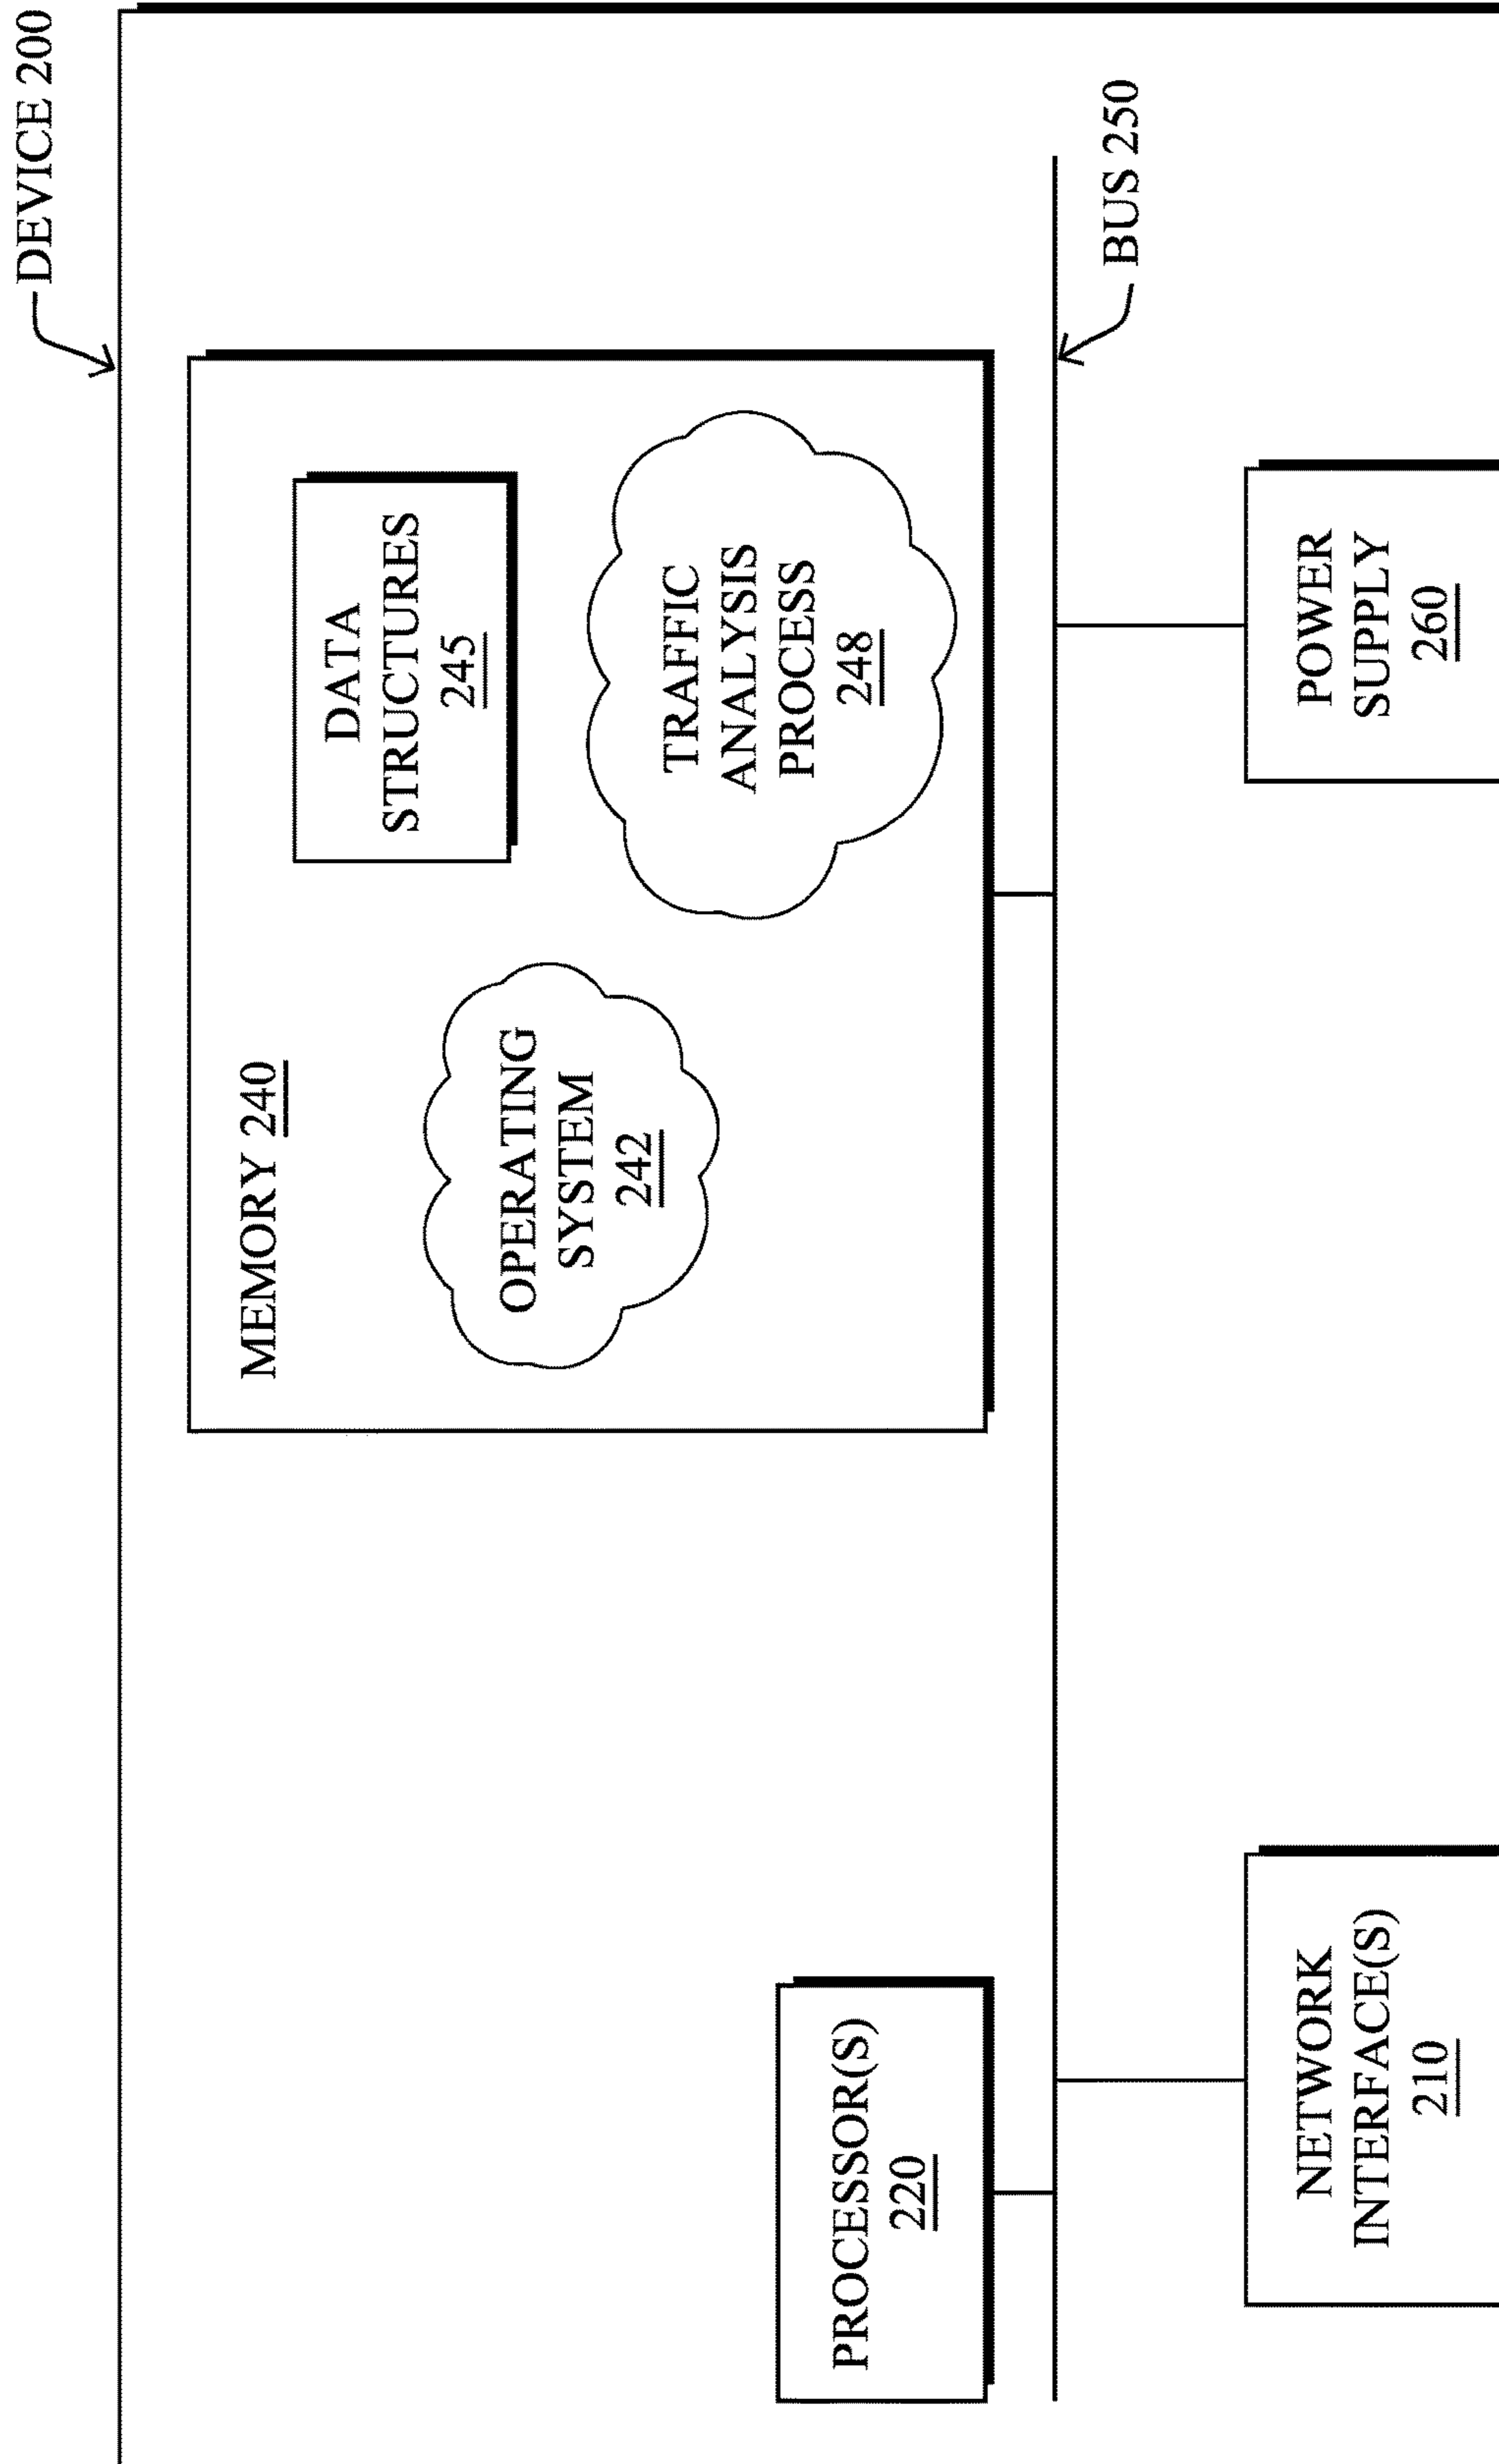 DEVICE 200
MEMORY 240
OPERATING
SYSTEM
242
DATA
STRUCTURES
245
TRAFFIC
ANALYSIS
PROCESS
248
PROCESSOR(S)
220
BUS 250
NETWORK
INTERFACE(S)
210
POWER
SUPPLY
260